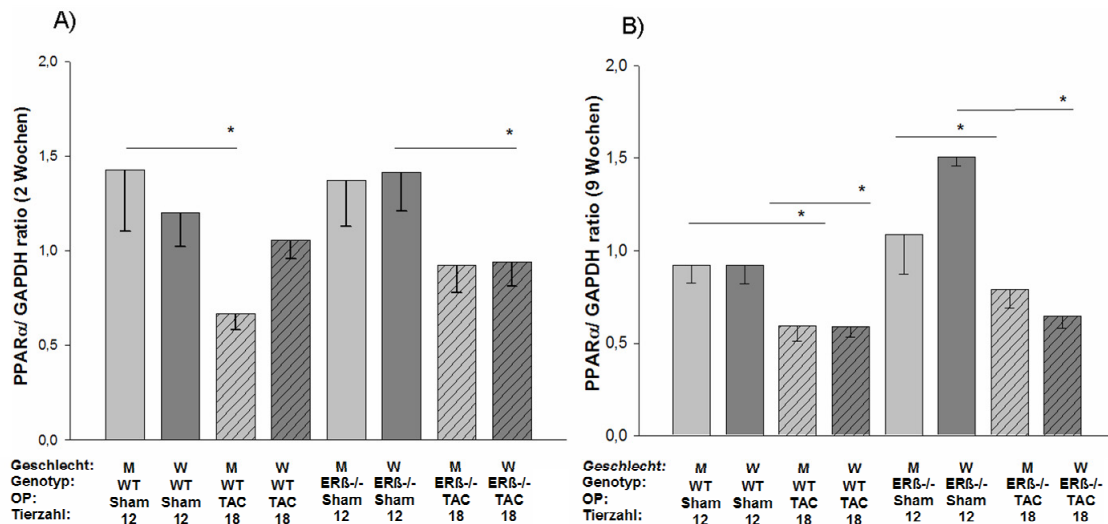 A)
PPARα/ GAPDH ratio (2 Wochen)
2,0
1,5
1,0
0,5
0,0
*
*
Geschlecht: M W M W M W M W
Genotyp: WT WT WT WT ERß-/- ERß-/- ERß-/- ERß-/-
OP: Sham Sham TAC TAC Sham Sham TAC TAC
Tierzahl: 12 12 18 18 12 12 18 18
B)
PPARα/ GAPDH ratio (9 Wochen)
2,0
1,5
1,0
0,5
0,0
*
*
*
*
Geschlecht: M W M W M W M W
Genotyp: WT WT WT WT ERß-/- ERß-/- ERß-/- ERß-/-
OP: Sham Sham TAC TAC Sham Sham TAC TAC
Tierzahl: 12 12 18 18 12 12 18 18